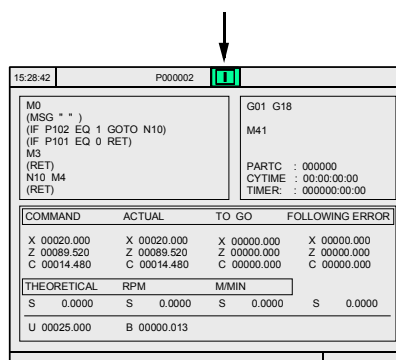 15:28:42 P000002 I
M0
(MSG " " )
(IF P102 EQ 1 GOTO N10)
(IF P101 EQ 0 RET)
M3
(RET)
N10 M4
(RET)
G01 G18
M41
PARTC : 000000
CYTIME : 00:00:00:00
TIMER: : 000000:00:00
COMMAND ACTUAL TO GO FOLLOWING ERROR
X 00020.000 X 00020.000 X 00000.000 X 00000.000
Z 00089.520 Z 00089.520 Z 00000.000 Z 00000.000
C 00014.480 C 00014.480 C 00000.000 C 00000.000
THEORETICAL RPM M/MIN
S 0.0000 S 0.0000 S 0.0000 S 0.0000
U 00025.000 B 00000.013